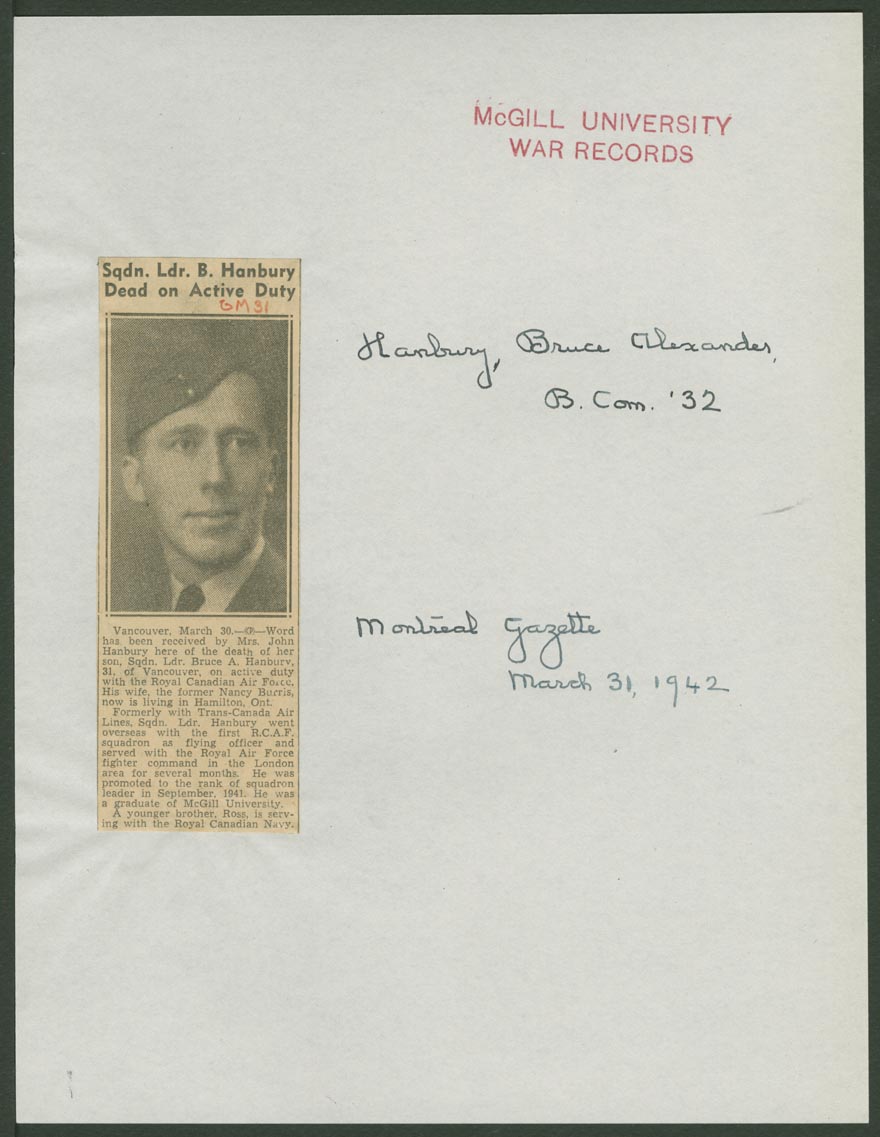 McGILL UNIVERSITY
WAR RECORDS
Sqdn. Ldr. B. Hanbury
Dead on Active Duty
GM 31
Hanbury, Bruce Alexander,
B. Com. '32
Vancouver, March 30.—(CP)—Word
has been received by Mrs. John
Hanbury here of the death of her
son, Sqdn. Ldr. Bruce A. Hanbury,
31, of Vancouver, on active duty
with the Royal Canadian Air Force.
His wife, the former Nancy Burris,
now is living in Hamilton, Ont.
Formerly with Trans-Canada Air
Lines, Sqdn. Ldr. Hanbury went
overseas with the first R.C.A.F.
squadron as flying officer and
served with the Royal Air Force
fighter command in the London
area for several months. He was
promoted to the rank of squadron
leader in September, 1941. He was
a graduate of McGill University.
A younger brother, Ross, is serv-
ing with the Royal Canadian Navy.
Montreal Gazette
March 31, 1942